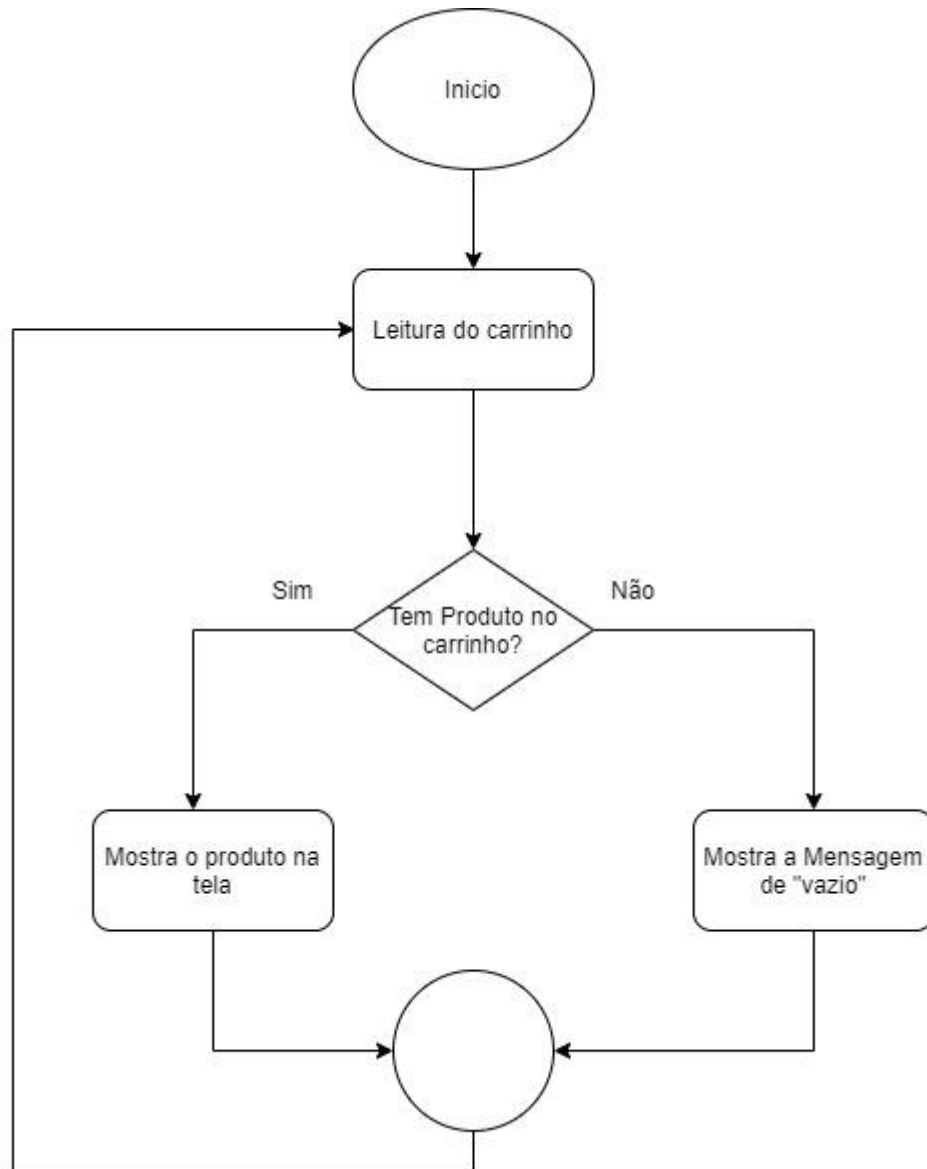 Inicio
Leitura do carrinho
Sim
Não
Tem Produto no
carrinho?
Mostra o produto na
tela
Mostra a Mensagem
de "vazio"